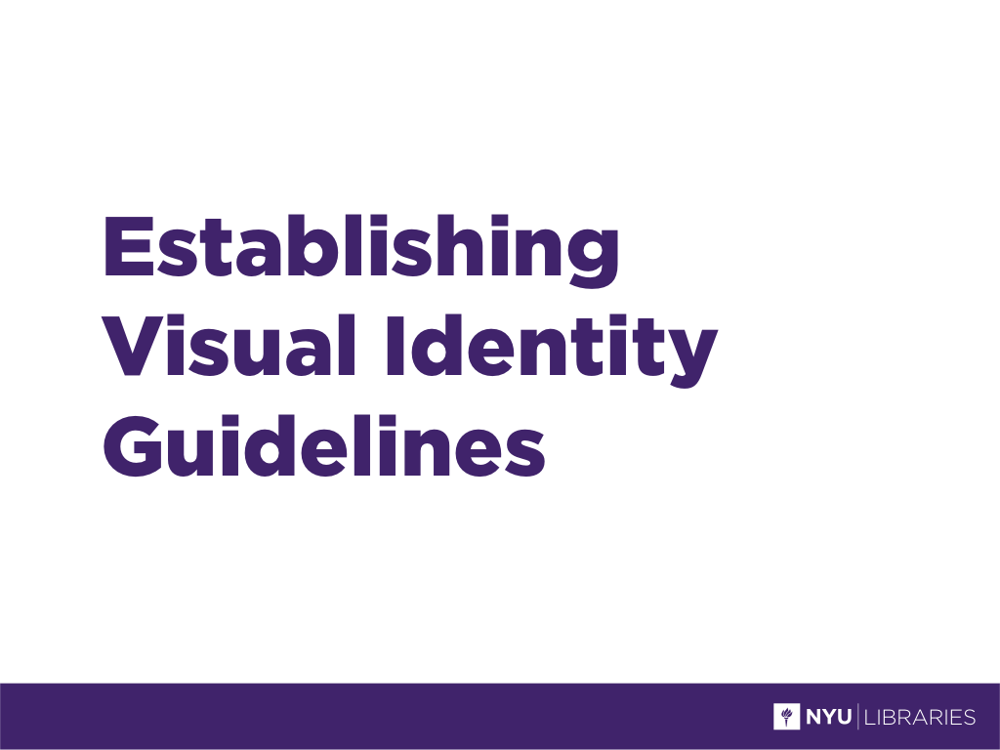 Establishing
Visual Identity
Guidelines
NYU LIBRARIES